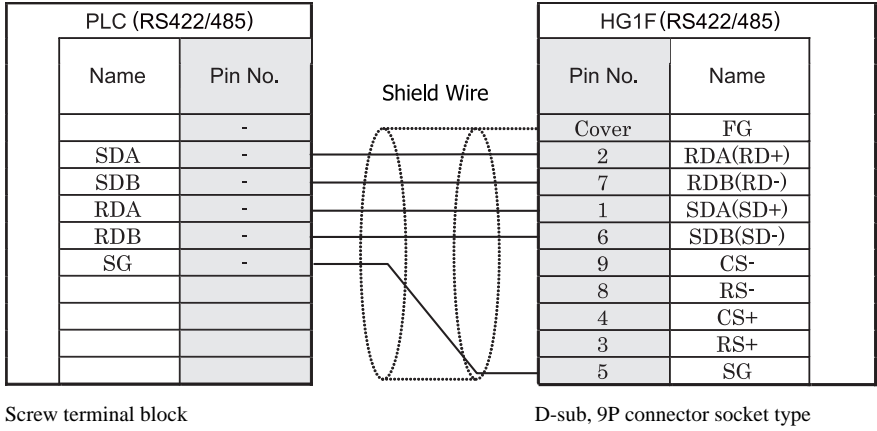 PLC (RS422/485) HG1F(RS422/485)
Name Pin No. Shield Wire Pin No. Name
- Cover FG
SDA - 2 RDA(RD+)
SDB - 7 RDB(RD-)
RDA - 1 SDA(SD+)
RDB - 6 SDB(SD-)
SG - 9 CS-
8 RS-
4 CS+
3 RS+
5 SG
Screw terminal block D-sub, 9P connector socket type